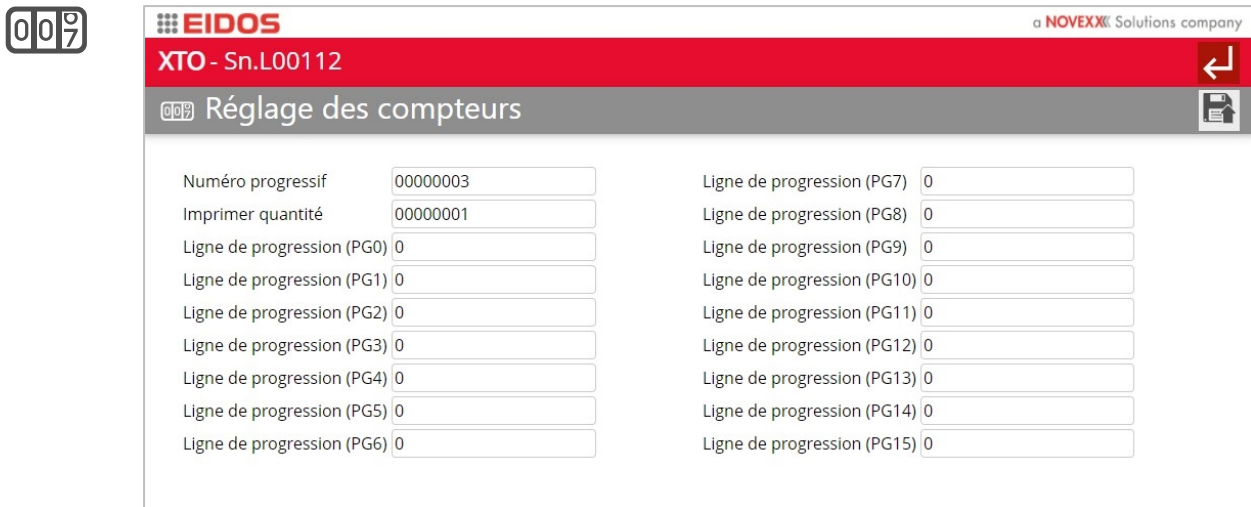 007
EIDOS
a NOVEXX Solutions company
XTO - Sn.L00112
Réglage des compteurs
Numéro progressif 00000003
Imprimer quantité 00000001
Ligne de progression (PG0) 0
Ligne de progression (PG1) 0
Ligne de progression (PG2) 0
Ligne de progression (PG3) 0
Ligne de progression (PG4) 0
Ligne de progression (PG5) 0
Ligne de progression (PG6) 0
Ligne de progression (PG7) 0
Ligne de progression (PG8) 0
Ligne de progression (PG9) 0
Ligne de progression (PG10) 0
Ligne de progression (PG11) 0
Ligne de progression (PG12) 0
Ligne de progression (PG13) 0
Ligne de progression (PG14) 0
Ligne de progression (PG15) 0